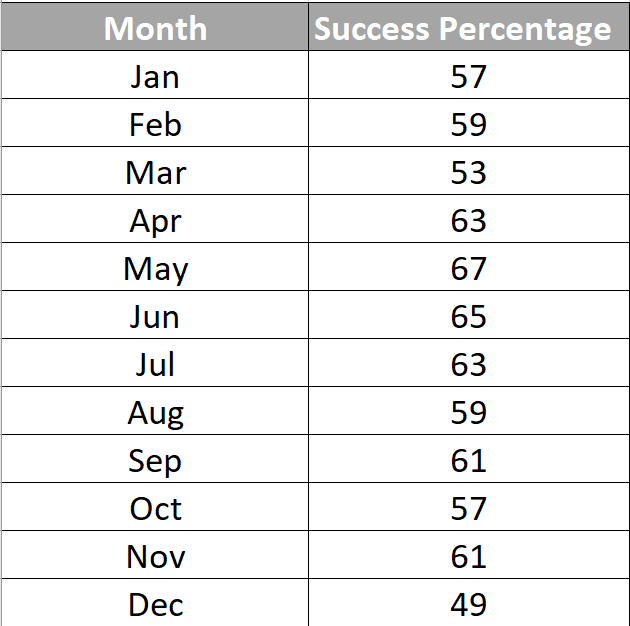 Month Success Percentage
Jan 57
Feb 59
Mar 53
Apr 63
May 67
Jun 65
Jul 63
Aug 59
Sep 61
Oct 57
Nov 61
Dec 49